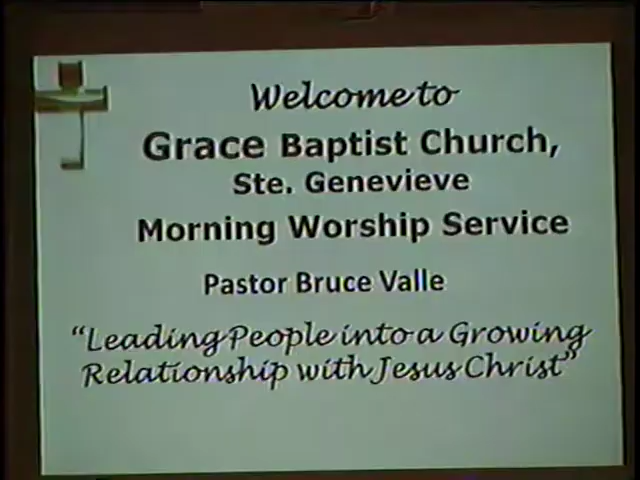 Welcome to
Grace Baptist Church,
Ste. Genevieve
Morning Worship Service
Pastor Bruce Valle
“Leading People into a Growing
Relationship with Jesus Christ”